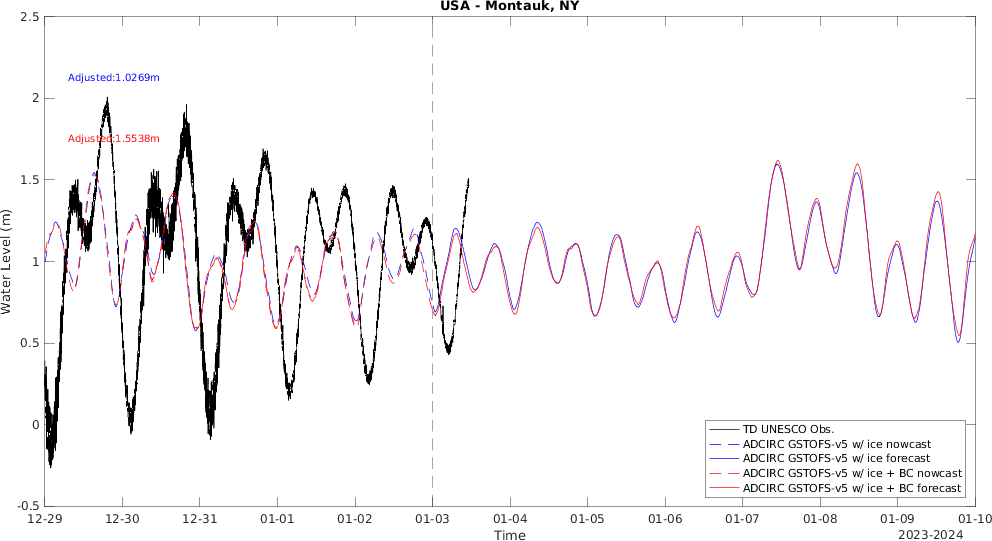 USA - Montauk, NY
2.5
2
1.5
1
0.5
0
-0.5
Water Level (m)
Adjusted:1.0269m
Adjusted:1.5538m
TD UNESCO Obs.
ADCIRC GSTOFS-v5 w/ ice nowcast
ADCIRC GSTOFS-v5 w/ ice forecast
ADCIRC GSTOFS-v5 w/ ice + BC nowcast
ADCIRC GSTOFS-v5 w/ ice + BC forecast
12-29 12-30 12-31 01-01 01-02 01-03 01-04 01-05 01-06 01-07 01-08 01-09 01-10
Time
2023-2024